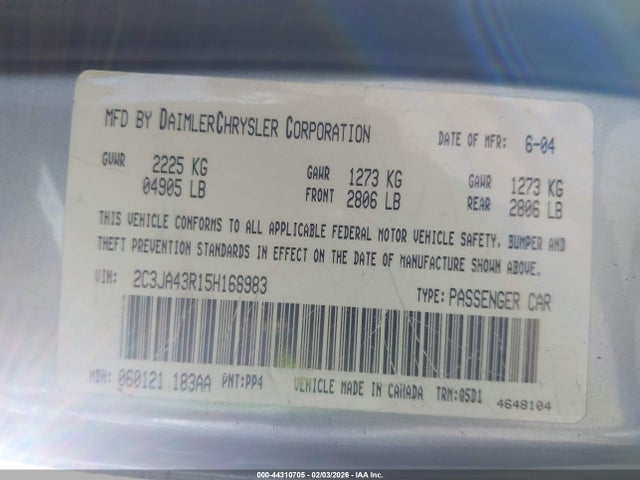 MFD BY DAIMLERCHRYSLER CORPORATION DATE OF MFR: 6-04
GVWR 2225 KG GAWR 1273 KG GAWR 1273 KG
04905 LB FRONT 2806 LB REAR 2806 LB
THIS VEHICLE CONFORMS TO ALL APPLICABLE FEDERAL MOTOR VEHICLE SAFETY, BUMPER AND
THEFT PREVENTION STANDARDS IN EFFECT ON THE DATE OF MANUFACTURE SHOWN ABOVE.
VIN: 2C3JA43R15H168983 TYPE: PASSENGER CAR
MDH: 060121 183AA PNT:PP4 VEHICLE MADE IN CANADA TRM:Q5D1
4648104
000-44310705 - 02/03/2026 - IAA Inc.